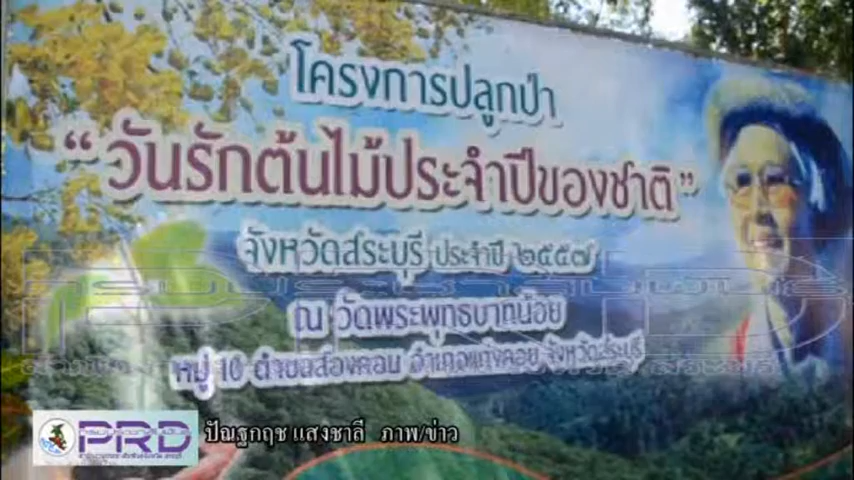 โครงการปลูกป่า
“วันรักต้นไม้ประจำปีของชาติ”
จังหวัดสระบุรี ประจำปี ๒๕๕๗
ณ วัดพระพุทธบาทน้อย
หมู่ 10 ตำบลสองคอน อำเภอแก่งคอย จังหวัดสระบุรี
PRD
ปัณฐกฤช แสงชาลี ภาพ/ข่าว